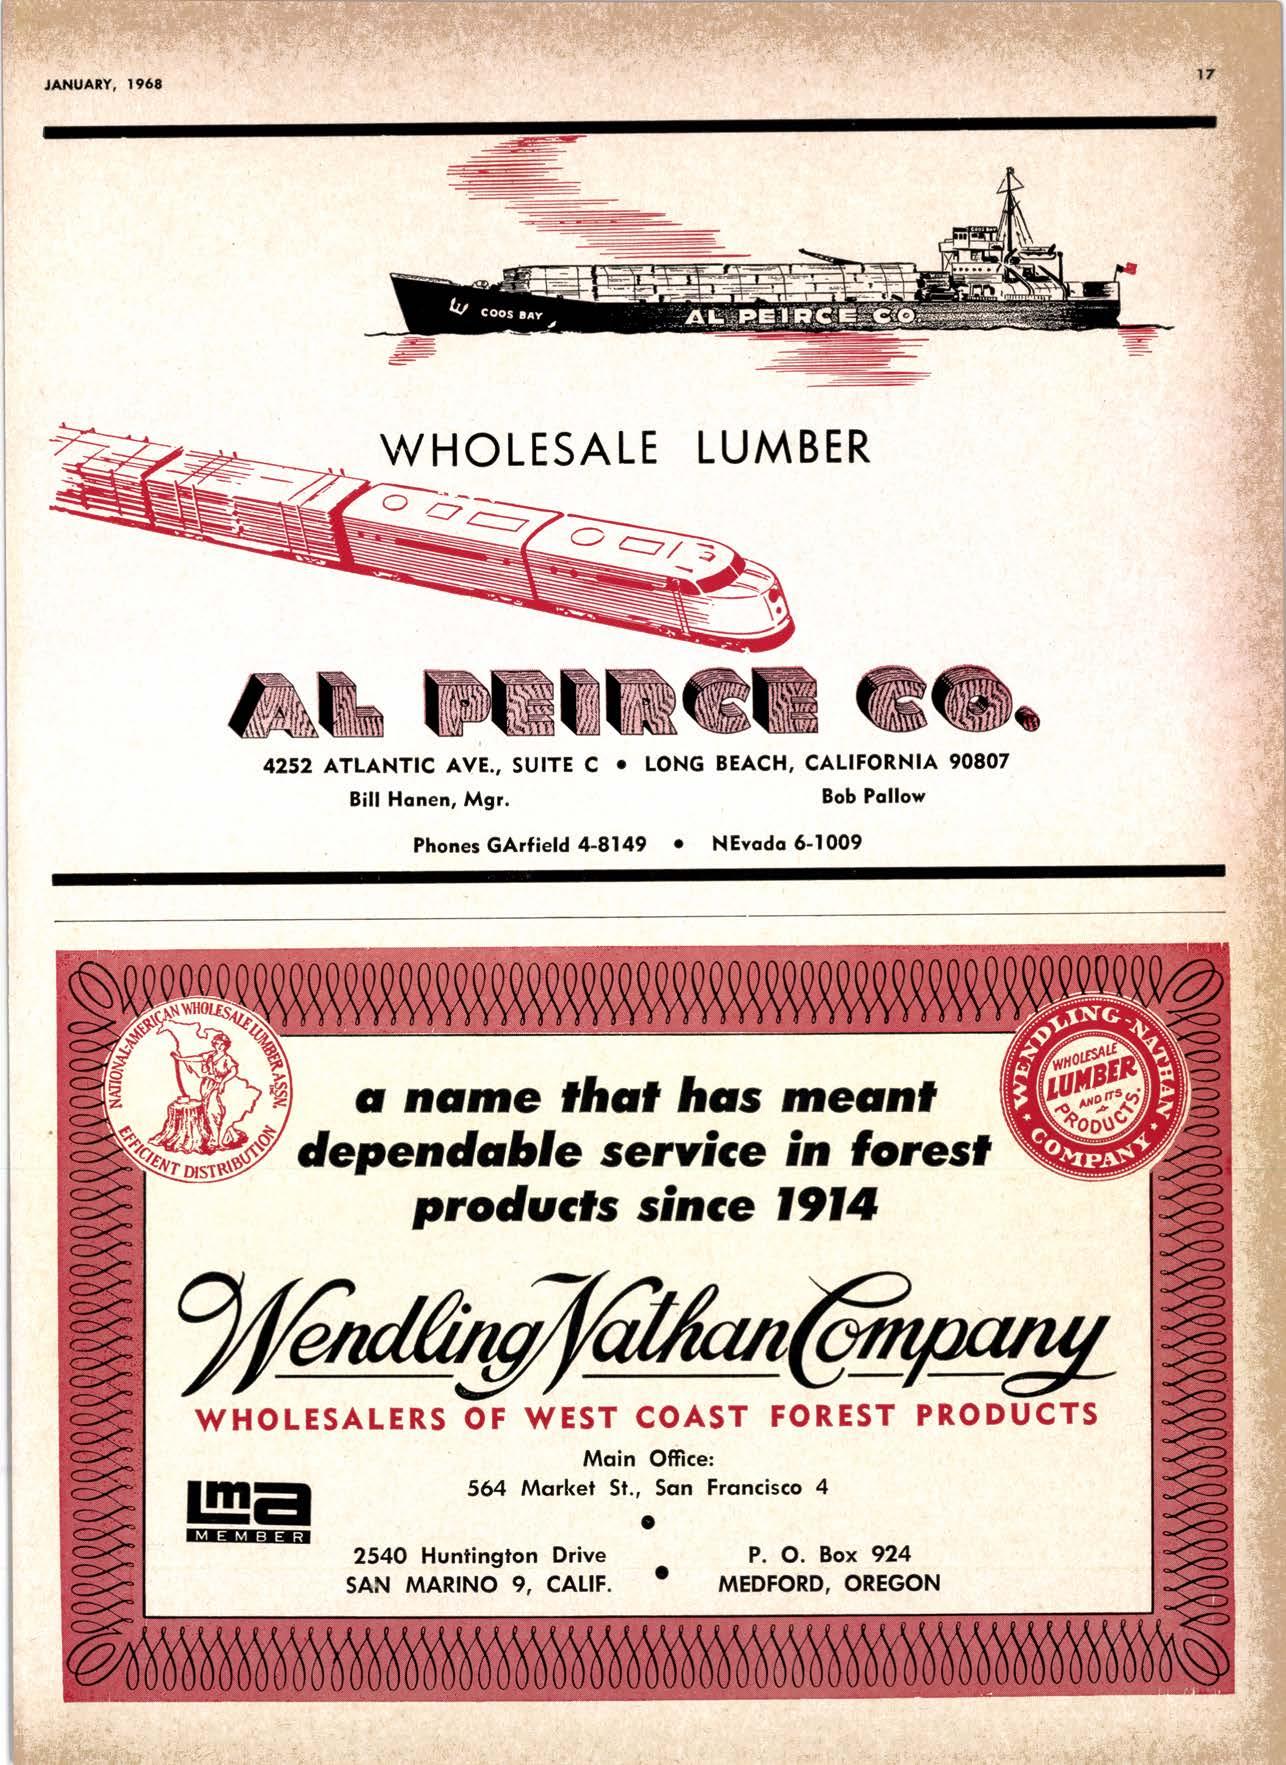 JANUARY, 1968
17
COOS BAY
COOS BAY
AL PEIRCE CO.
WHOLESALE LUMBER
AL PEIRCE CO.
4252 ATLANTIC AVE., SUITE C • LONG BEACH, CALIFORNIA 90807
Bill Hanen, Mgr.
Bob Pallow
Phones GArfield 4-8149 • NEvada 6-1009
NATIONAL-AMERICAN WHOLESALE LUMBER ASSN. INC.
EFFICIENT DISTRIBUTION
WENDLING-NATHAN
COMPANY
WHOLESALE
LUMBER
AND ITS
PRODUCTS.
a name that has meant
dependable service in forest
products since 1914
Wendling Nathan Company
WHOLESALERS OF WEST COAST FOREST PRODUCTS
Main Office:
564 Market St., San Francisco 4
•
Lma
MEMBER
2540 Huntington Drive
SAN MARINO 9, CALIF.
•
P. O. Box 924
MEDFORD, OREGON